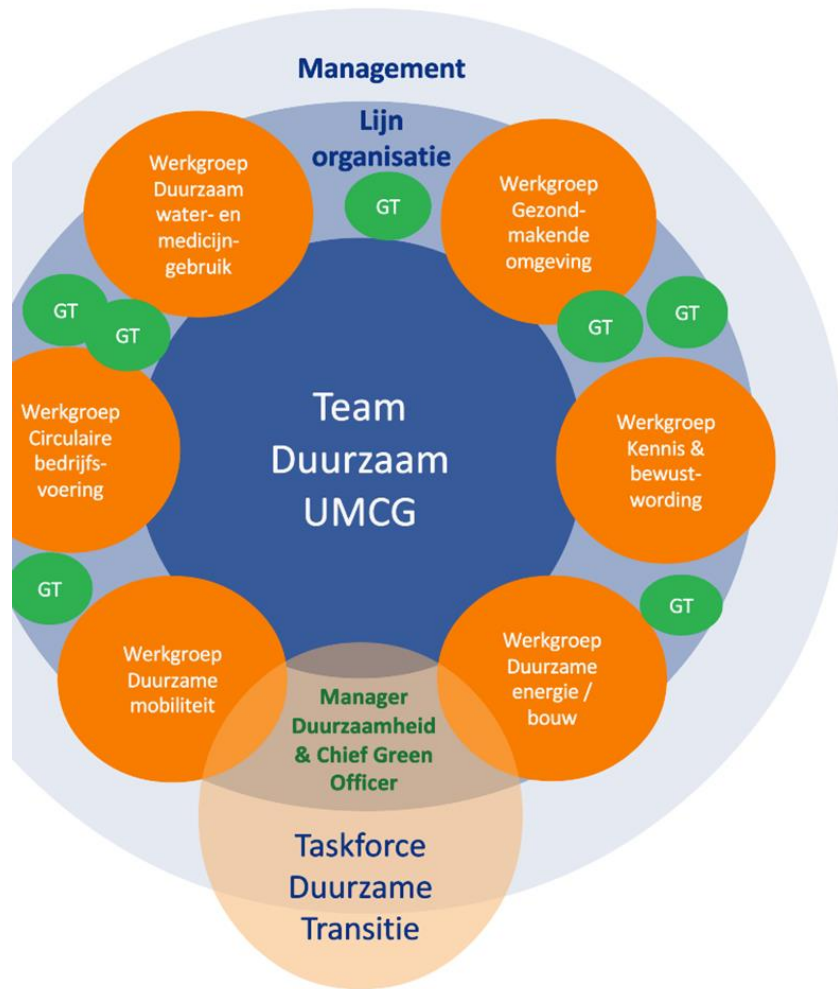 Management
Lijn
organisatie
Werkgroep
Duurzaam
water- en
medicijn-
gebruik
GT
Werkgroep
Gezond-
makende
omgeving
GT
GT
GT
GT
Werkgroep
Circulaire
bedrijfs-
voering
Team
Duurzaam
UMCG
Werkgroep
Kennis &
bewust-
wording
GT
GT
Werkgroep
Duurzame
mobiliteit
Werkgroep
Duurzame
energie /
bouw
Manager
Duurzaamheid
& Chief Green
Officer
Taskforce
Duurzame
Transitie